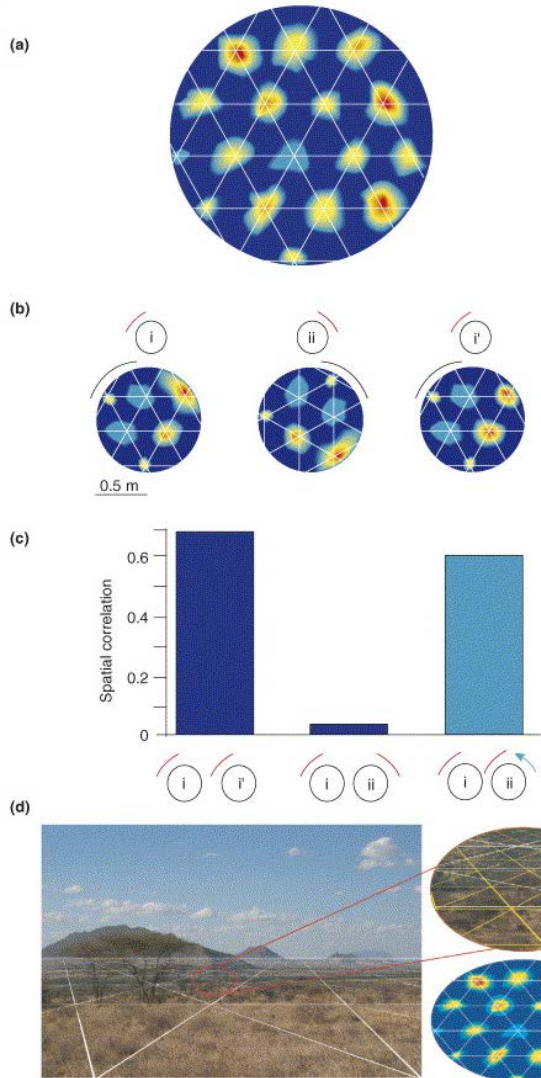 (a)
(b)
i
ii
i'
0.5 m
(c)
Spatial correlation
0.6
0.4
0.2
0
i
i'
i
ii
i
ii
(d)